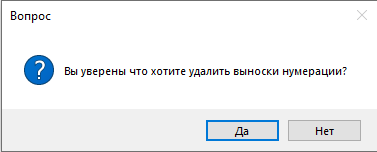 Вопрос
Вы уверены что хотите удалить выноски нумерации?
Да
Нет